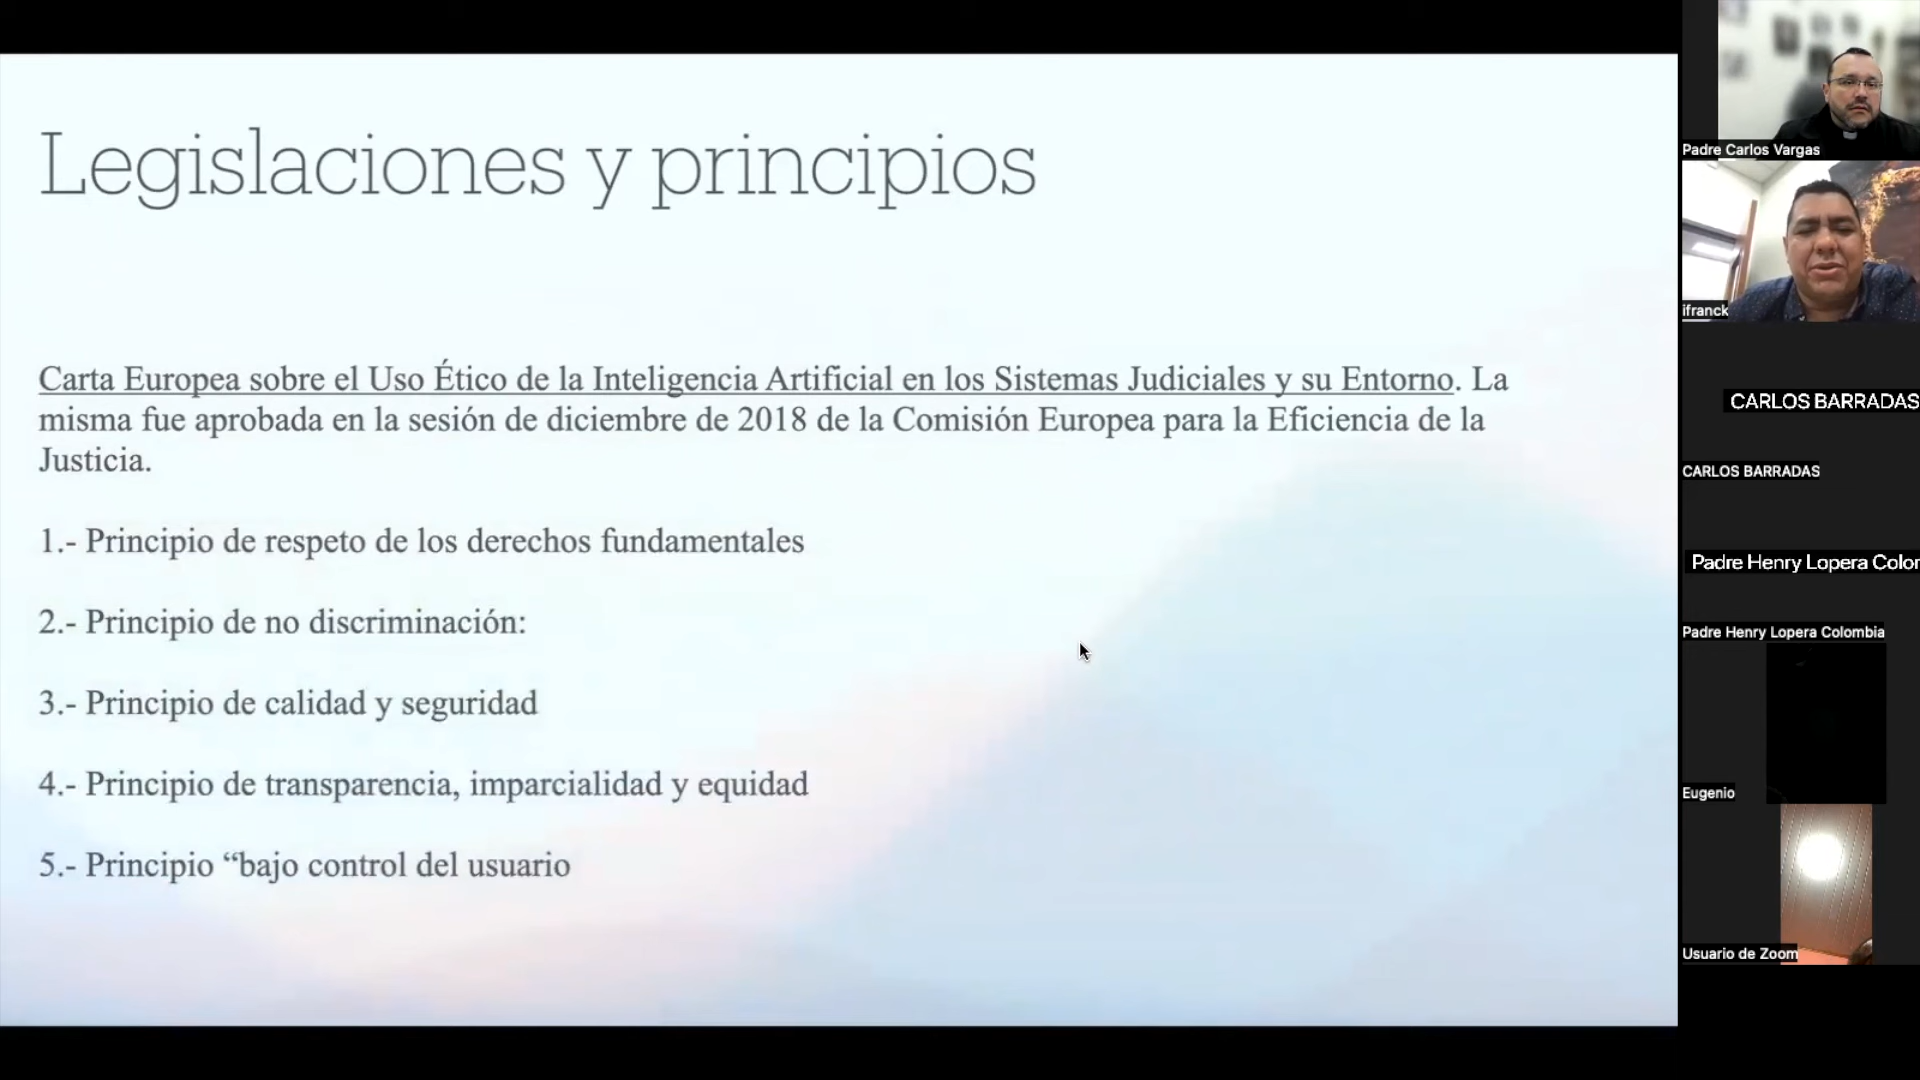 Legislaciones y principios
Carta Europea sobre el Uso Ético de la Inteligencia Artificial en los Sistemas Judiciales y su Entorno. La
misma fue aprobada en la sesión de diciembre de 2018 de la Comisión Europea para la Eficiencia de la
Justicia.
1.- Principio de respeto de los derechos fundamentales
2.- Principio de no discriminación:
3.- Principio de calidad y seguridad
4.- Principio de transparencia, imparcialidad y equidad
5.- Principio “bajo control del usuario
Padre Carlos Vargas
ifranck
CARLOS BARRADAS
CARLOS BARRADAS
Padre Henry Lopera Color
Padre Henry Lopera Colombia
Eugenio
Usuario de Zoom